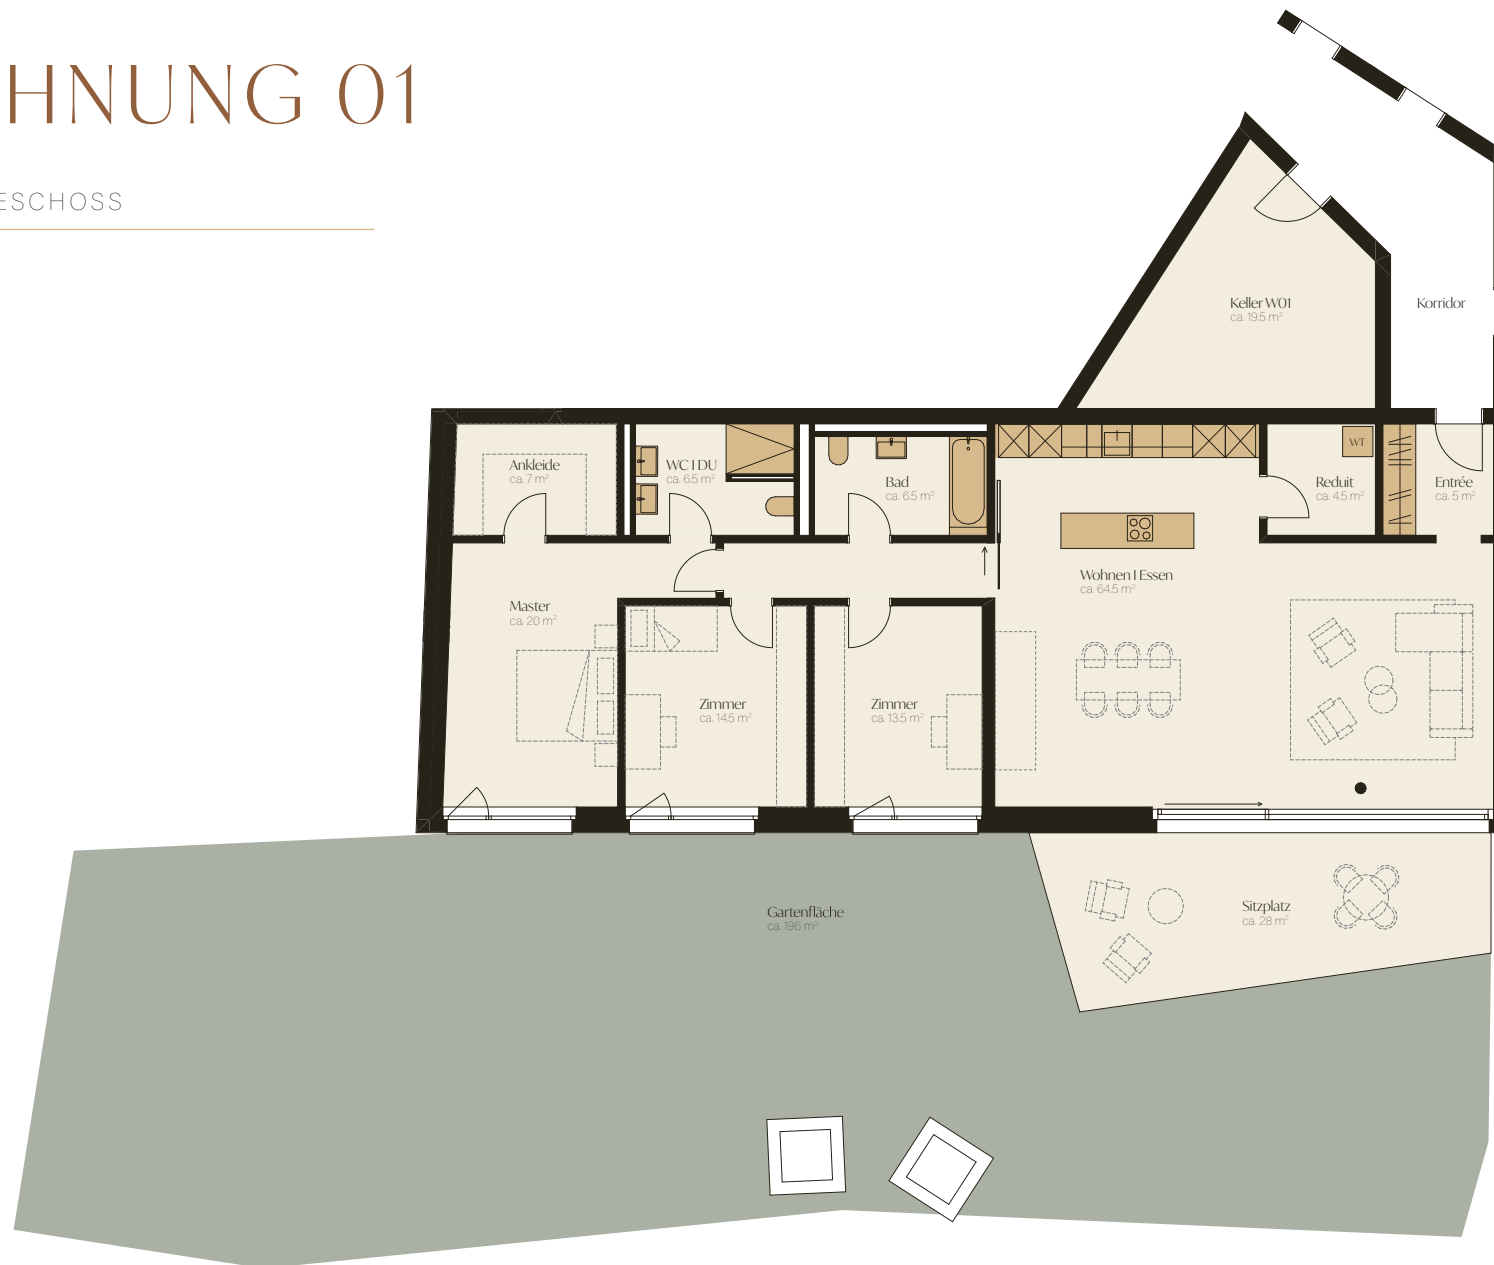 HNUNG 01
ESCHOSS
Keller W01
ca. 19.5 m²
Korridor
Ankleide
ca. 7 m²
WC I DU
ca. 6.5 m²
Bad
ca. 6.5 m²
WT
Reduit
ca. 4.5 m²
Entrée
ca. 5 m²
Wohnen I Essen
ca. 64.5 m²
Master
ca. 20 m²
Zimmer
ca. 14.5 m²
Zimmer
ca. 13.5 m²
Gartenfläche
ca. 196 m²
Sitzplatz
ca. 28 m²